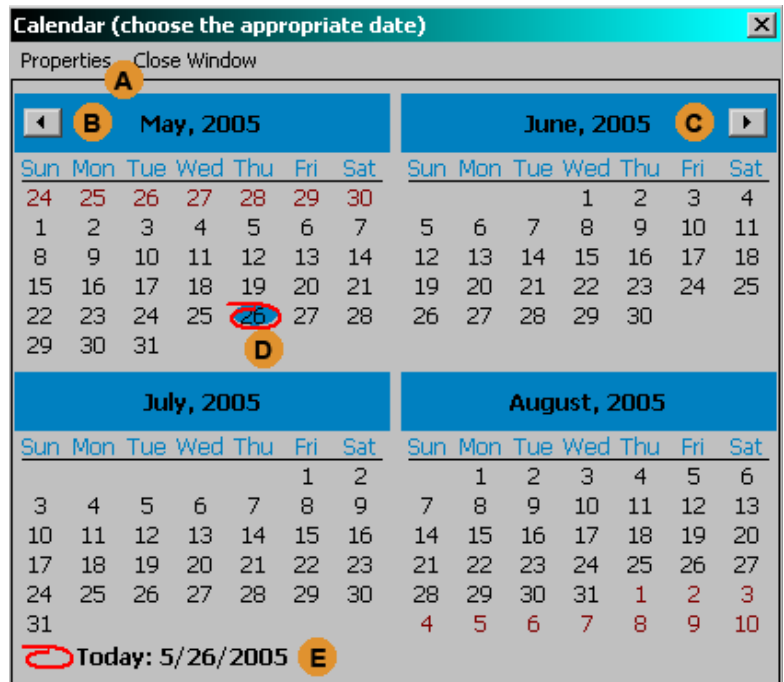 Calendar (choose the appropriate date)
Properties Close Window
A
B May, 2005
Sun Mon Tue Wed Thu Fri Sat
24 25 26 27 28 29 30
1 2 3 4 5 6 7
8 9 10 11 12 13 14
15 16 17 18 19 20 21
22 23 24 25 26 27 28
29 30 31
D
June, 2005 C
Sun Mon Tue Wed Thu Fri Sat
1 2 3 4
5 6 7 8 9 10 11
12 13 14 15 16 17 18
19 20 21 22 23 24 25
26 27 28 29 30
July, 2005
Sun Mon Tue Wed Thu Fri Sat
1 2
3 4 5 6 7 8 9
10 11 12 13 14 15 16
17 18 19 20 21 22 23
24 25 26 27 28 29 30
31
August, 2005
Sun Mon Tue Wed Thu Fri Sat
1 2 3 4 5 6
7 8 9 10 11 12 13
14 15 16 17 18 19 20
21 22 23 24 25 26 27
28 29 30 31 1 2 3
4 5 6 7 8 9 10
Today: 5/26/2005 E